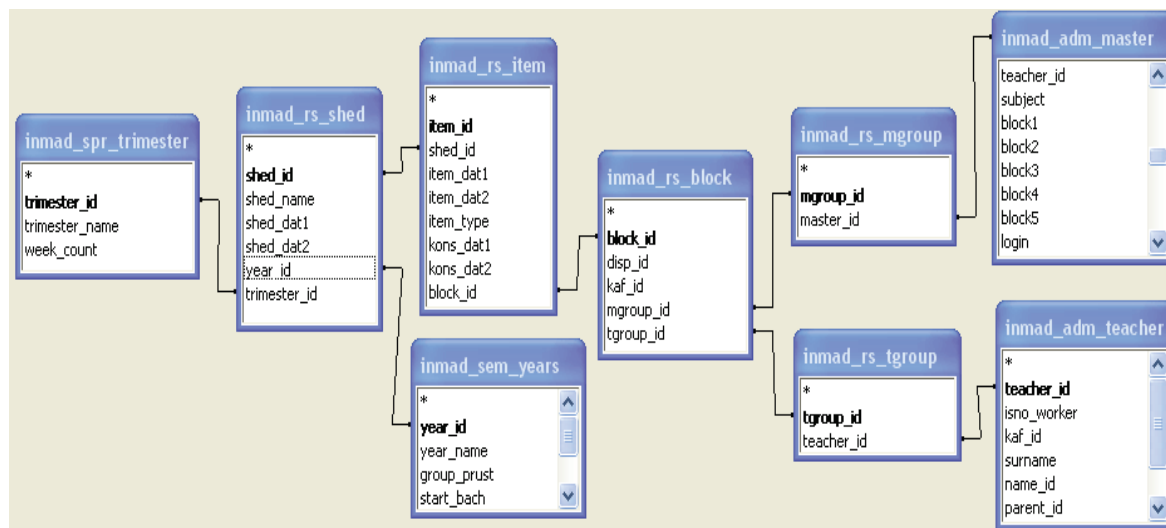 inmad_spr_trimester
*
trimester_id
trimester_name
week_count
inmad_rs_shed
*
shed_id
shed_name
shed_dat1
shed_dat2
year_id
trimester_id
inmad_rs_item
*
item_id
shed_id
item_dat1
item_dat2
item_type
kons_dat1
kons_dat2
block_id
inmad_sem_years
*
year_id
year_name
group_prust
start_bach
inmad_rs_block
*
block_id
disp_id
kaf_id
mgroup_id
tgroup_id
inmad_rs_mgroup
*
mgroup_id
master_id
inmad_rs_tgroup
*
tgroup_id
teacher_id
inmad_adm_master
teacher_id
subject
block1
block2
block3
block4
block5
login
inmad_adm_teacher
*
teacher_id
isno_worker
kaf_id
surname
name_id
parent_id